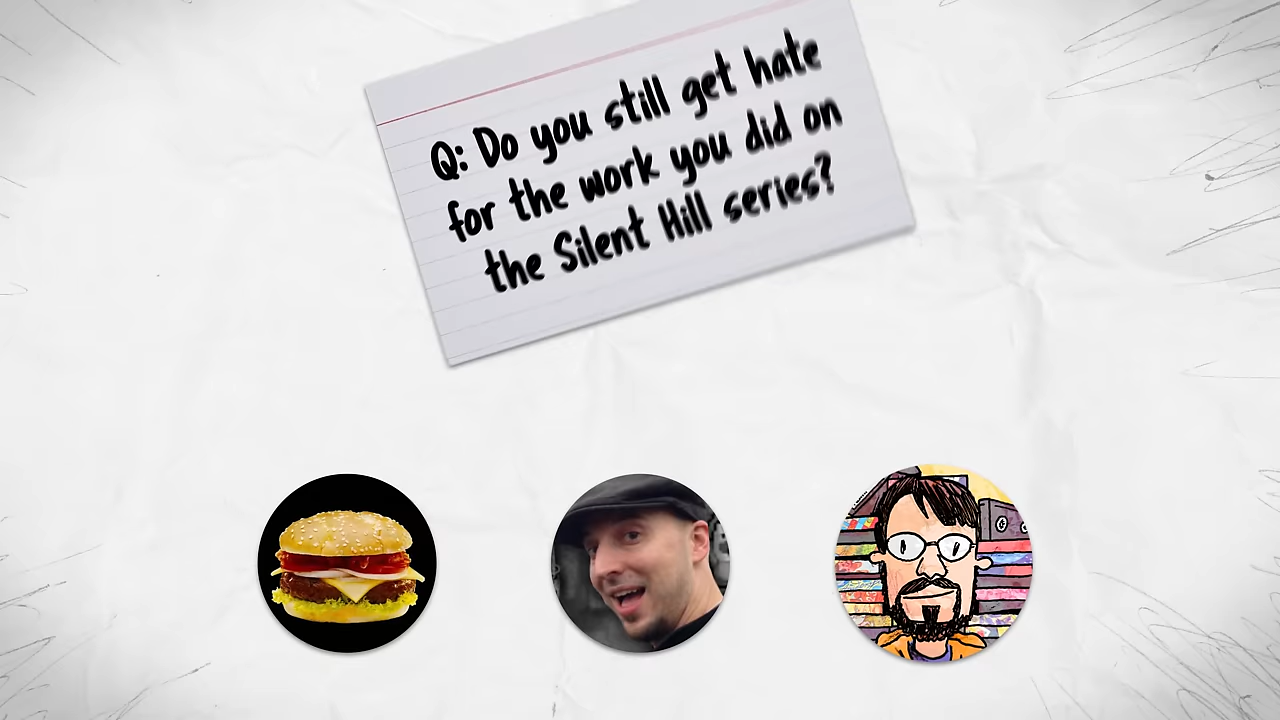 Q: Do you still get hate
for the work you did on
the Silent Hill series?